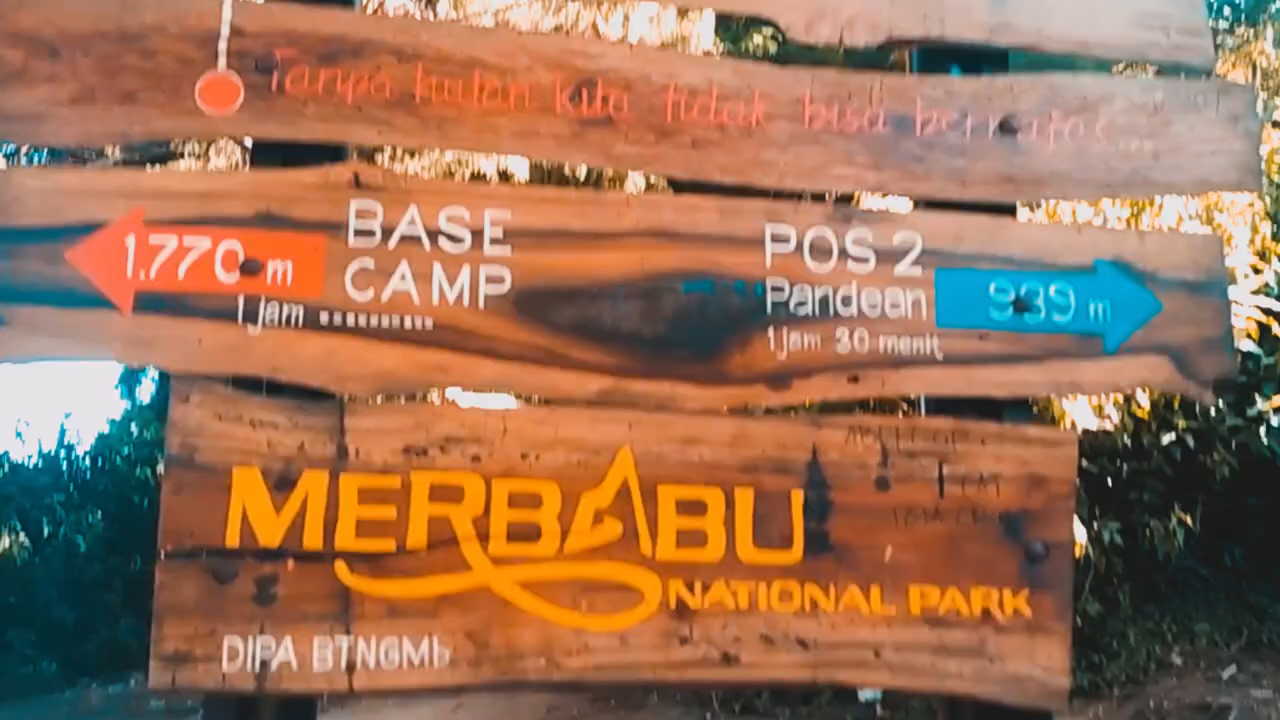 Tanpa hutan kita tidak bisa bernafas...
BASE
CAMP
1.770 m
1 jam
POS 2
Pandean
939 m
1 jam 30 menit
MERBABU
NATIONAL PARK
DIPA BTNGMb